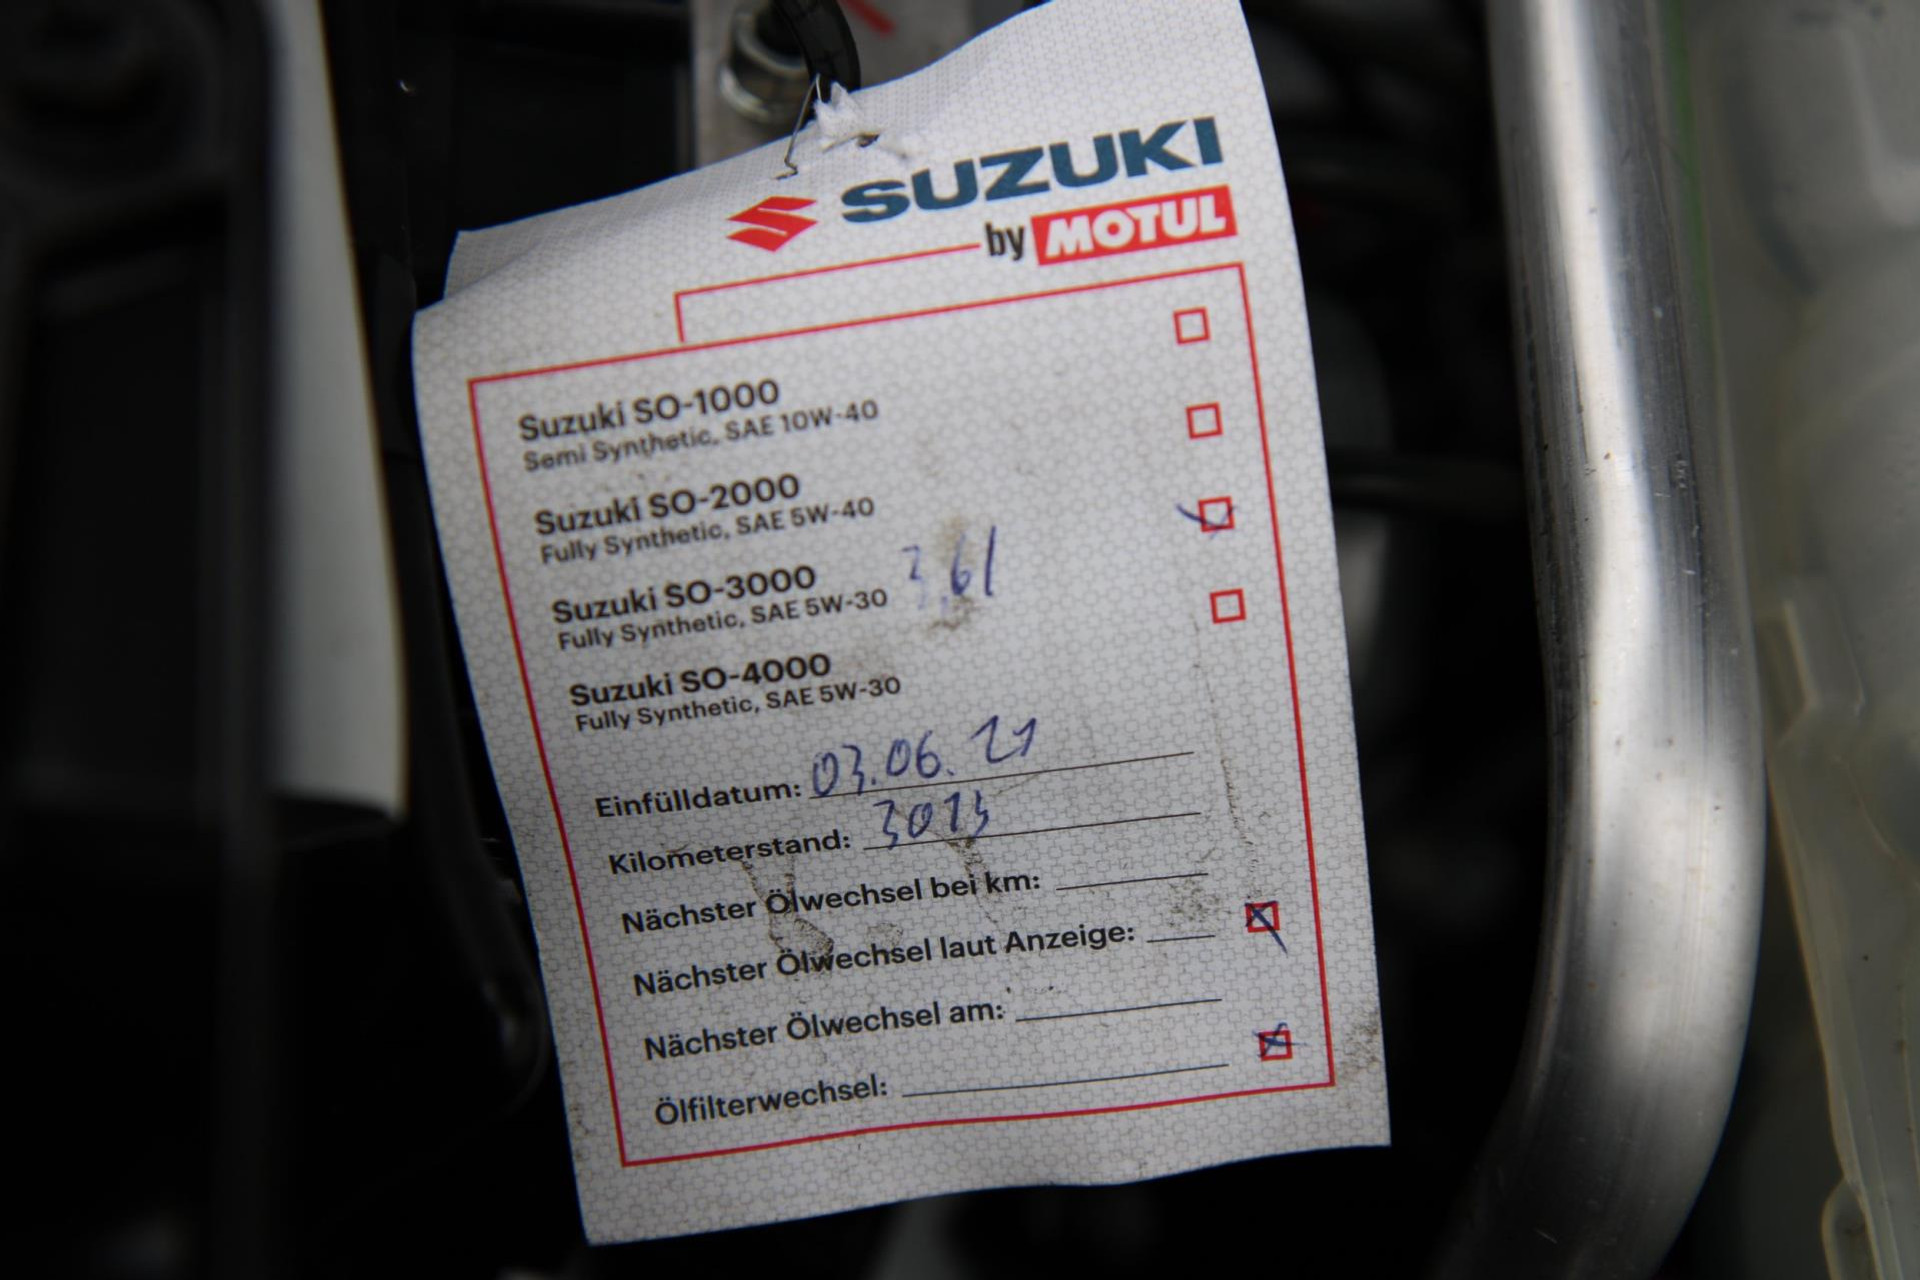 SUZUKI
by MOTUL
Suzuki SO-1000
Semi Synthetic, SAE 10W-40
Suzuki SO-2000
Fully Synthetic, SAE 5W-40
Suzuki SO-3000
Fully Synthetic, SAE 5W-30 3,6l
Suzuki SO-4000
Fully Synthetic, SAE 5W-30
Einfülldatum: 03.06.21
Kilometerstand: 3013
Nächster Ölwechsel bei km:
Nächster Ölwechsel laut Anzeige:
Nächster Ölwechsel am:
Ölfilterwechsel: